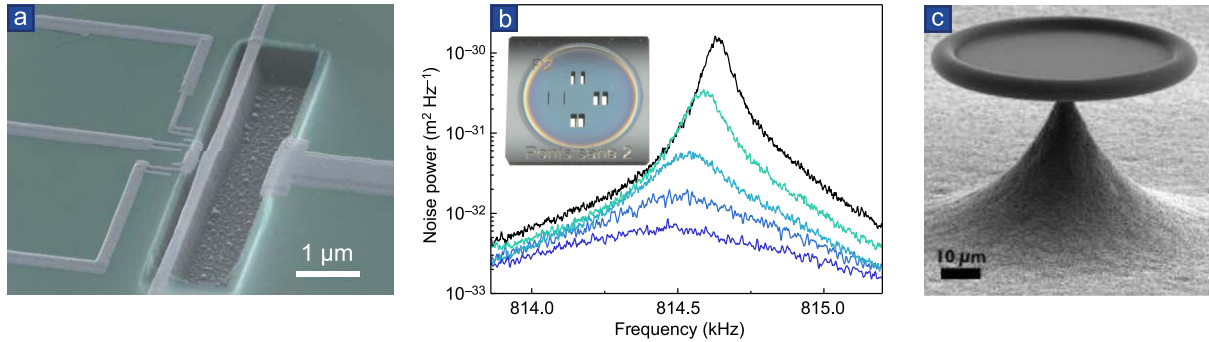 a
1 µm
b
Noise power (m² Hz⁻¹)
10⁻³⁰
10⁻³¹
10⁻³²
10⁻³³
814.0
814.5
815.0
Frequency (kHz)
c
10 µm